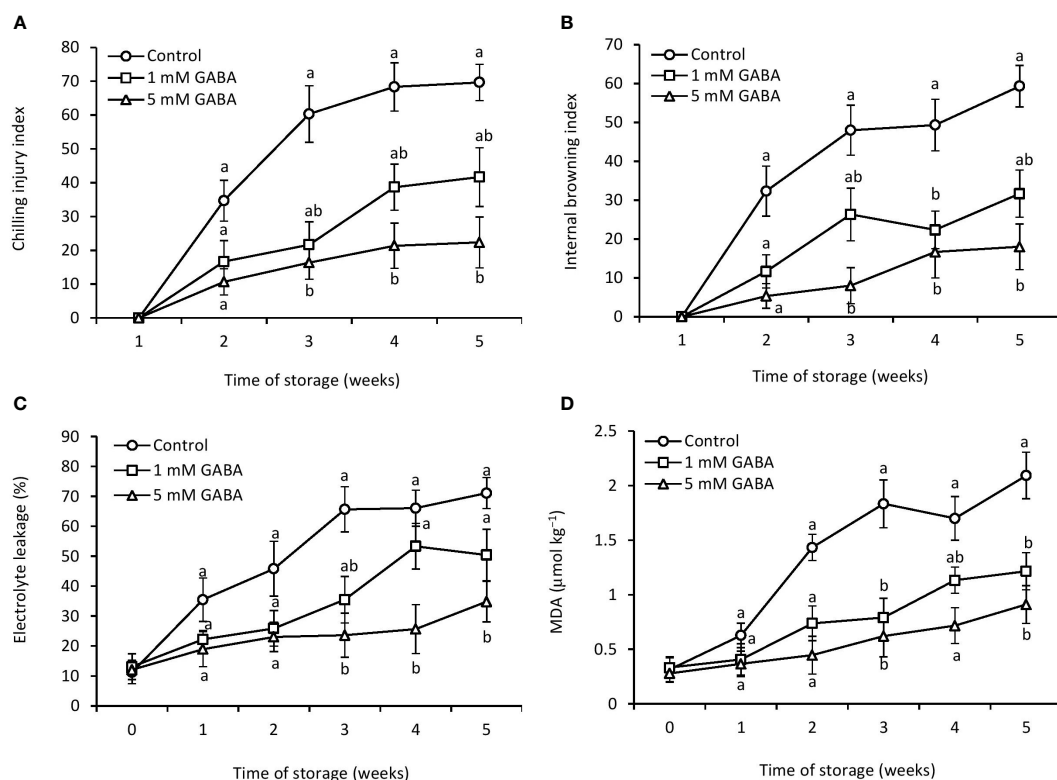 A
Chilling injury index
80
70
60
50
40
30
20
10
0
Control
1 mM GABA
5 mM GABA
a
a
a
a
a
ab
ab
ab
a
b
b
b
1
2
3
4
5
Time of storage (weeks)
B
Internal browning index
70
60
50
40
30
20
10
0
Control
1 mM GABA
5 mM GABA
a
a
a
a
a
ab
b
ab
a
b
b
b
1
2
3
4
5
Time of storage (weeks)
C
Electrolyte leakage (%)
90
80
70
60
50
40
30
20
10
0
Control
1 mM GABA
5 mM GABA
a
a
a
a
a
a
a
ab
a
a
a
a
b
b
b
0
1
2
3
4
5
Time of storage (weeks)
D
MDA (μmol kg⁻¹)
2.5
2
1.5
1
0.5
0
Control
1 mM GABA
5 mM GABA
a
a
a
a
a
a
a
b
ab
b
a
a
b
a
b
0
1
2
3
4
5
Time of storage (weeks)